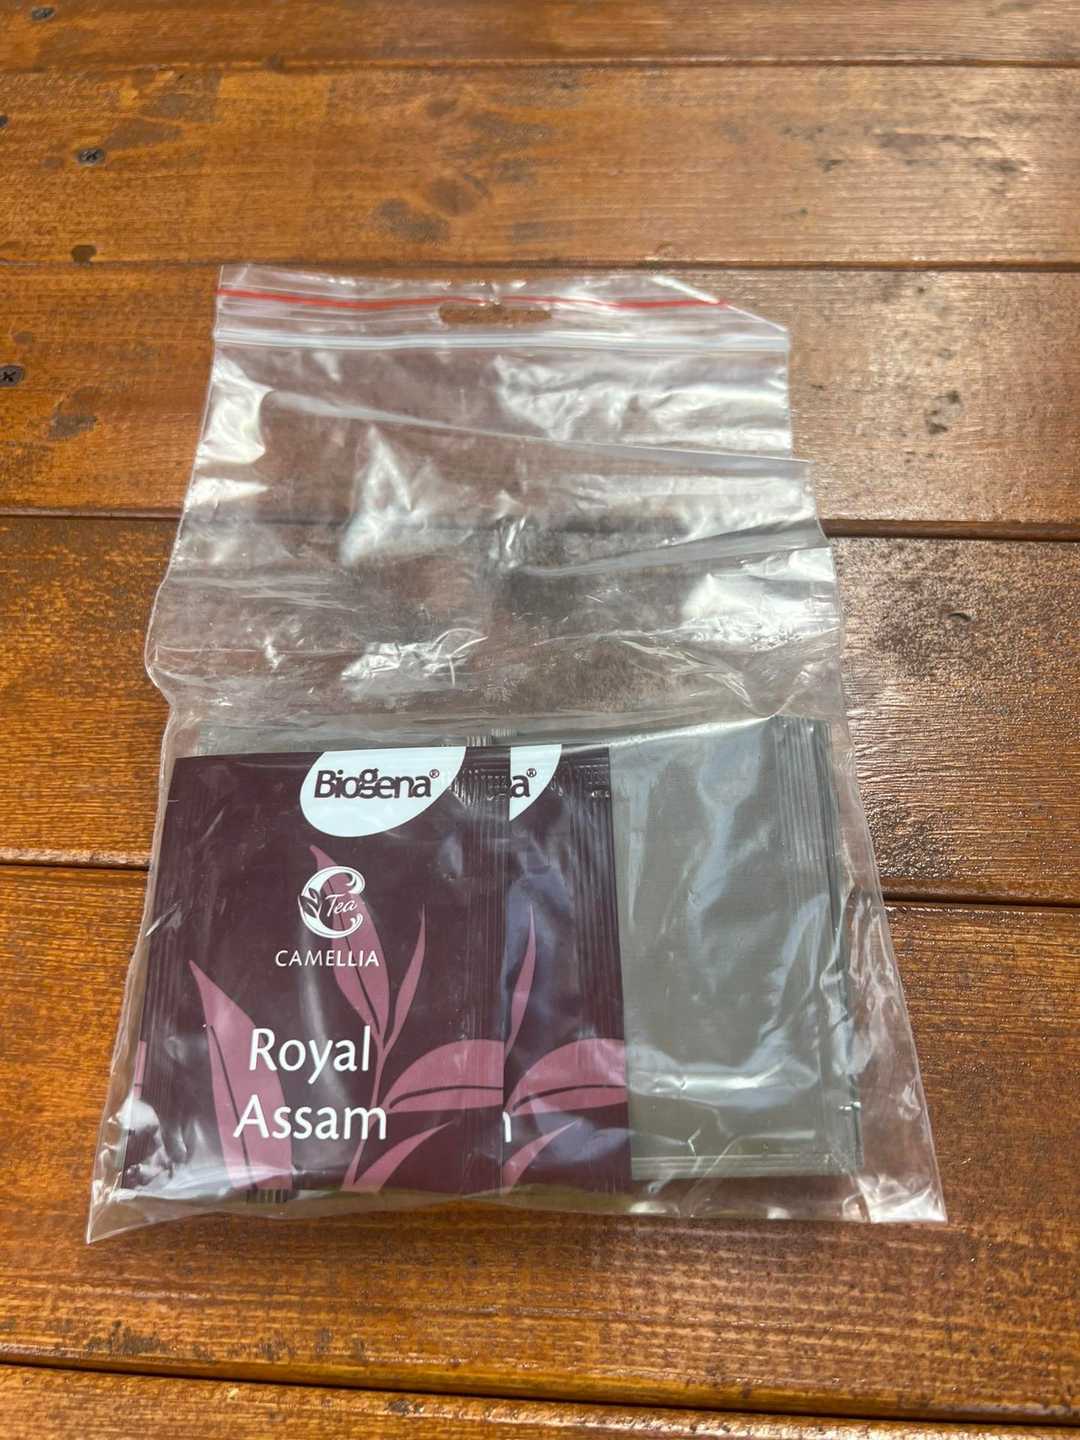 Biogena®
a®
Tea
CAMELLIA
Royal
Assam